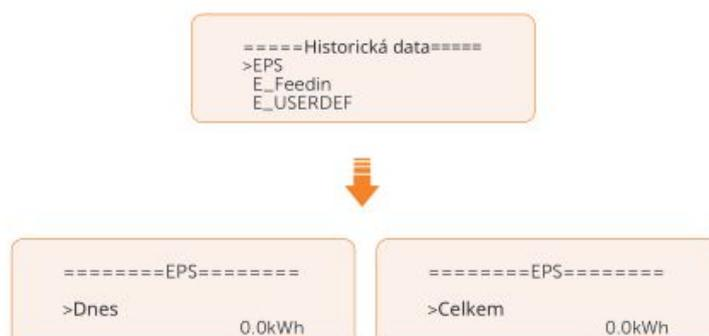 =====Historická data=====
>EPS
E_Feedin
E_USERDEF
========EPS========
>Dnes
0.0kWh
========EPS========
>Celkem
0.0kWh